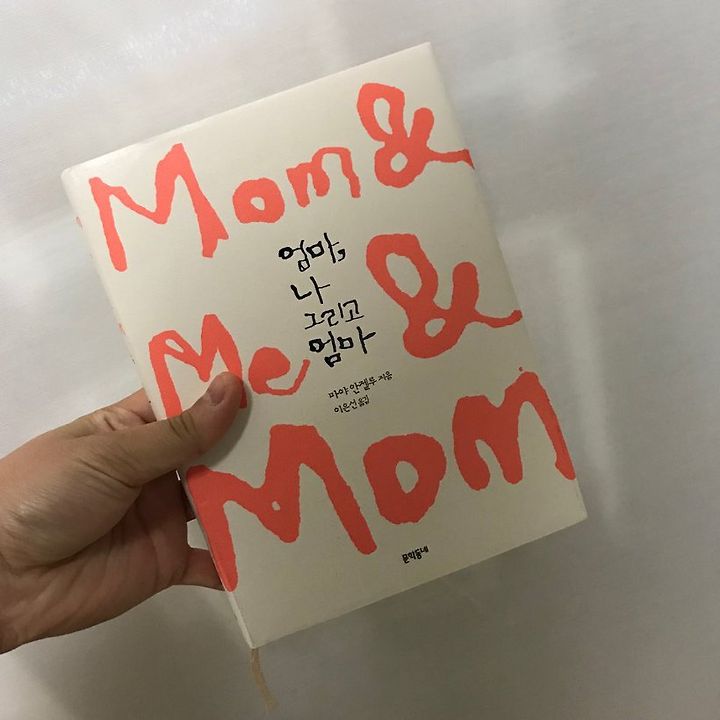 Mom &
엄마,
나
그리고
엄마
Me &
마야 안젤루 지음
이은선 옮김
MOM
문학동네